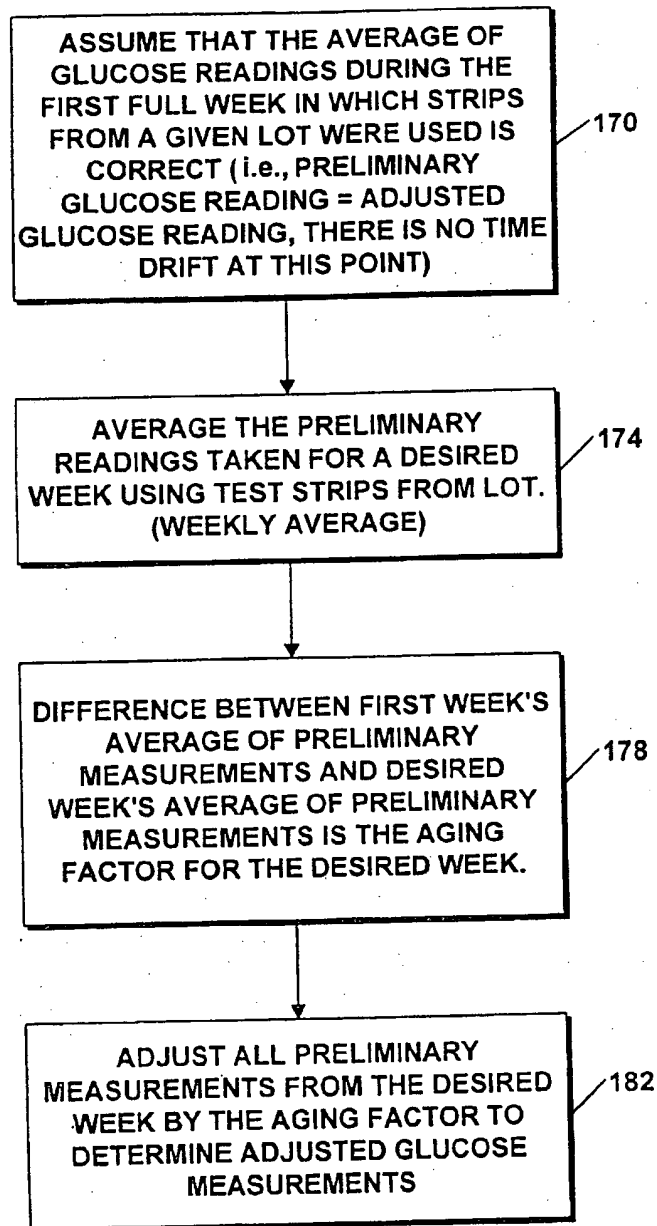 ASSUME THAT THE AVERAGE OF
GLUCOSE READINGS DURING THE
FIRST FULL WEEK IN WHICH STRIPS
FROM A GIVEN LOT WERE USED IS
CORRECT (i.e., PRELIMINARY
GLUCOSE READING = ADJUSTED
GLUCOSE READING, THERE IS NO TIME
DRIFT AT THIS POINT)
170
AVERAGE THE PRELIMINARY
READINGS TAKEN FOR A DESIRED
WEEK USING TEST STRIPS FROM LOT.
(WEEKLY AVERAGE)
174
DIFFERENCE BETWEEN FIRST WEEK'S
AVERAGE OF PRELIMINARY
MEASUREMENTS AND DESIRED
WEEK'S AVERAGE OF PRELIMINARY
MEASUREMENTS IS THE AGING
FACTOR FOR THE DESIRED WEEK.
178
ADJUST ALL PRELIMINARY
MEASUREMENTS FROM THE DESIRED
WEEK BY THE AGING FACTOR TO
DETERMINE ADJUSTED GLUCOSE
MEASUREMENTS
182